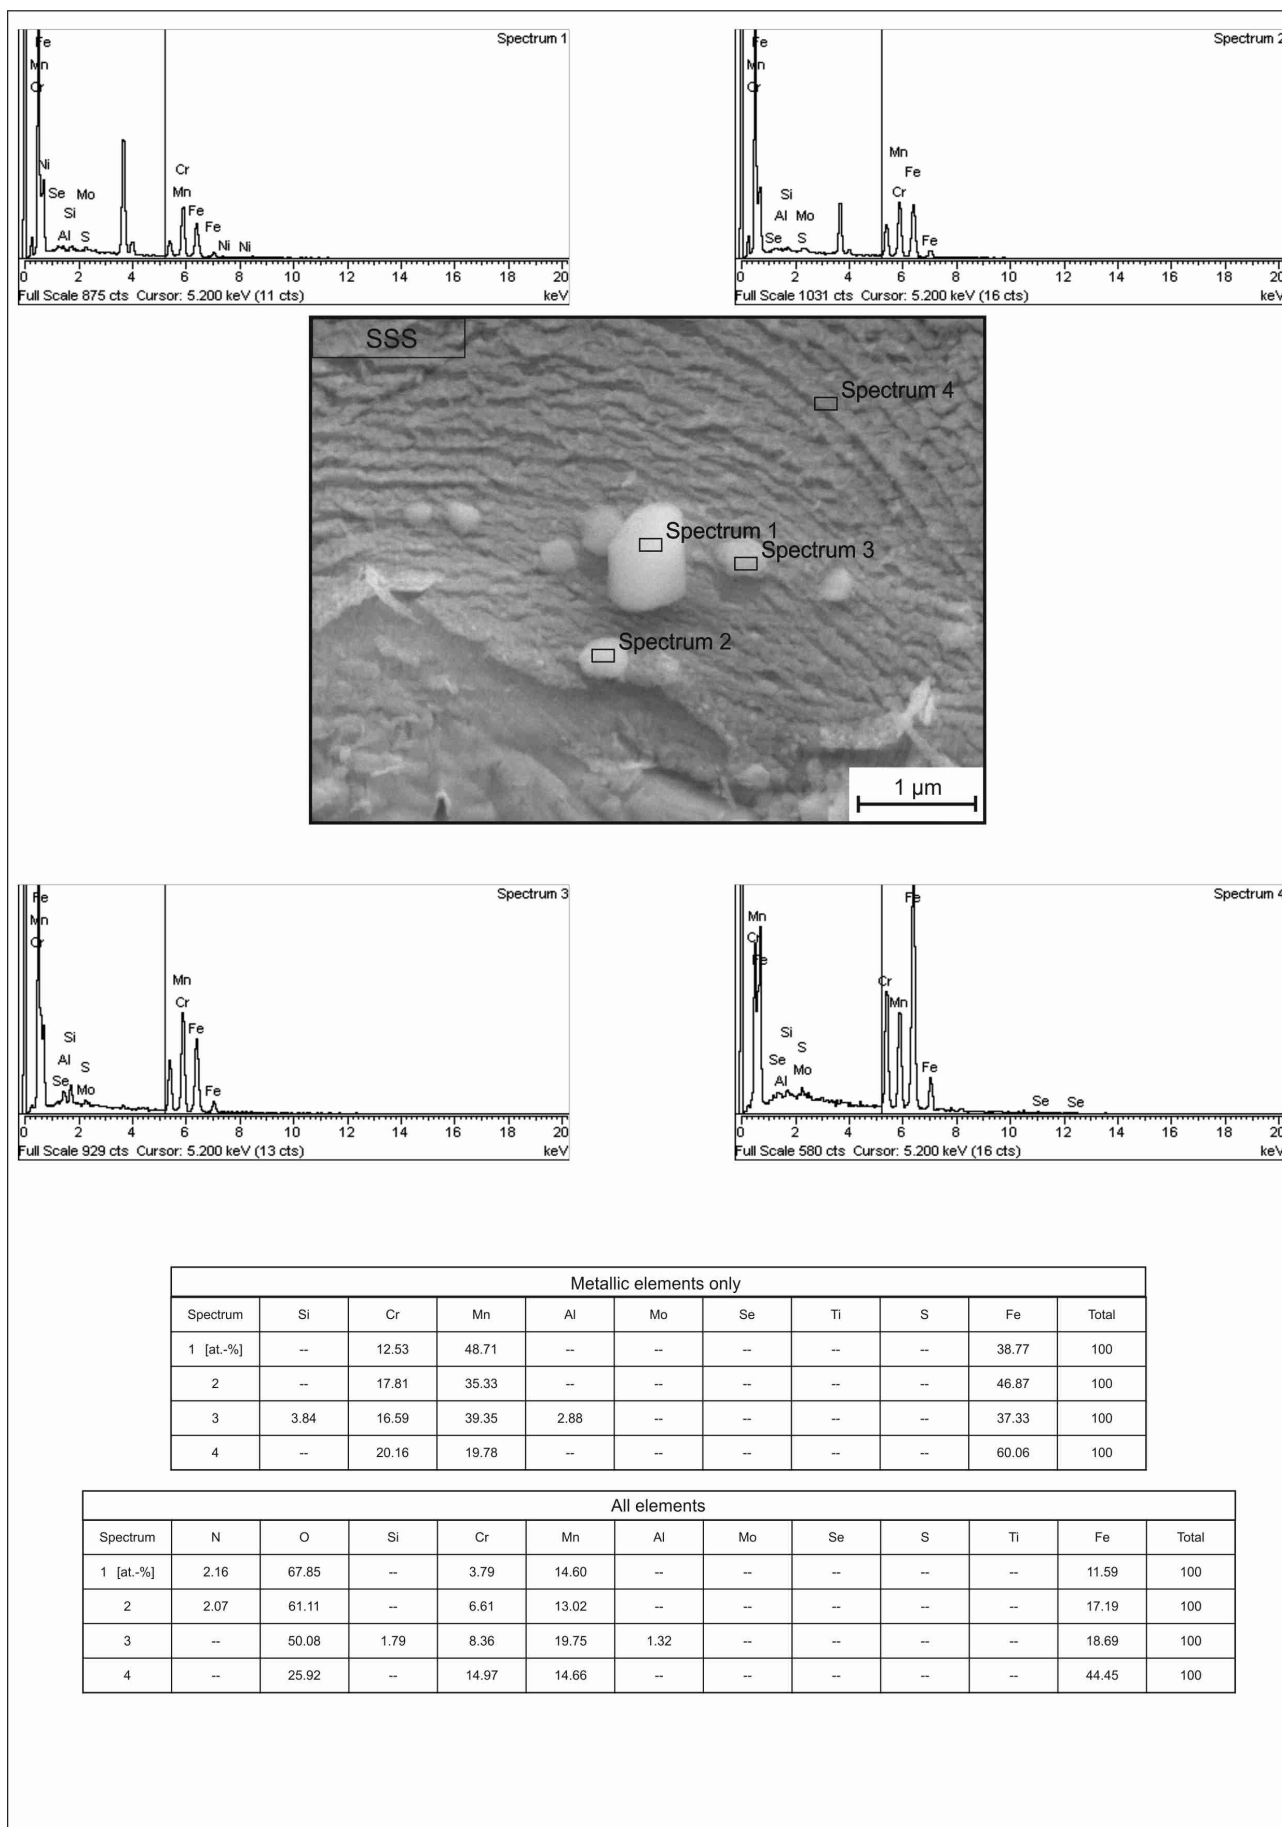 Spectrum 1
Fe
Mn
Cr
Ni
Se Mo
Si
Al S
Cr
Mn
Fe
Fe
Ni Ni
0 2 4 6 8 10 12 14 16 18 20
Full Scale 875 cts Cursor: 5.200 keV (11 cts) keV
Spectrum 2
Fe
Mn
Cr
Si
Al Mo
Se S
Mn
Fe
Cr
Fe
0 2 4 6 8 10 12 14 16 18 20
Full Scale 1031 cts Cursor: 5.200 keV (16 cts) keV
SSS
Spectrum 4
Spectrum 1
Spectrum 3
Spectrum 2
1 µm
Spectrum 3
Fe
Mn
Cr
Si
Al S
Se Mo
Mn
Cr
Fe
Fe
0 2 4 6 8 10 12 14 16 18 20
Full Scale 929 cts Cursor: 5.200 keV (13 cts) keV
Spectrum 4
Fe
Mn
Cr
Fe
Si
Se S
Al Mo
Cr
Mn
Fe
Se Se
0 2 4 6 8 10 12 14 16 18 20
Full Scale 580 cts Cursor: 5.200 keV (16 cts) keV
Metallic elements only
Spectrum Si Cr Mn Al Mo Se Ti S Fe Total
1 [at.-%] -- 12.53 48.71 -- -- -- -- -- 38.77 100
2 -- 17.81 35.33 -- -- -- -- -- 46.87 100
3 3.84 16.59 39.35 2.88 -- -- -- -- 37.33 100
4 -- 20.16 19.78 -- -- -- -- -- 60.06 100
All elements
Spectrum N O Si Cr Mn Al Mo Se S Ti Fe Total
1 [at.-%] 2.16 67.85 -- 3.79 14.60 -- -- -- -- -- 11.59 100
2 2.07 61.11 -- 6.61 13.02 -- -- -- -- -- 17.19 100
3 -- 50.08 1.79 8.36 19.75 1.32 -- -- -- -- 18.69 100
4 -- 25.92 -- 14.97 14.66 -- -- -- -- -- 44.45 100